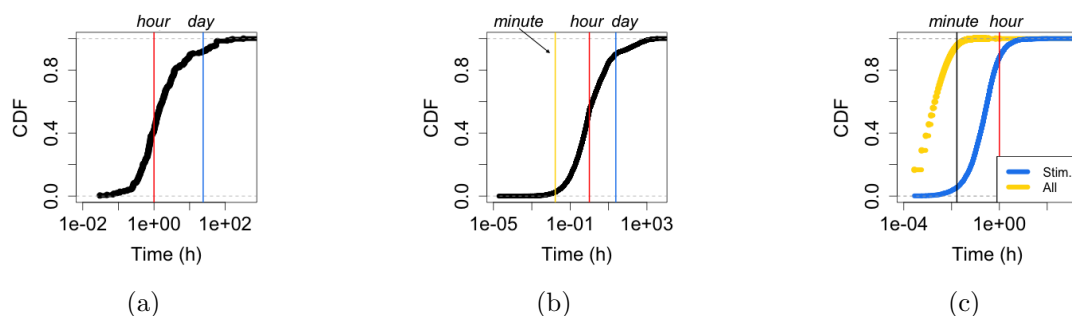 hour day
CDF
0.0 0.4 0.8
1e-02 1e+00 1e+02
Time (h)
(a)
minute hour day
CDF
0.0 0.4 0.8
1e-05 1e-01 1e+03
Time (h)
(b)
minute hour
CDF
0.0 0.4 0.8
Stim.
All
1e-04 1e+00
Time (h)
(c)